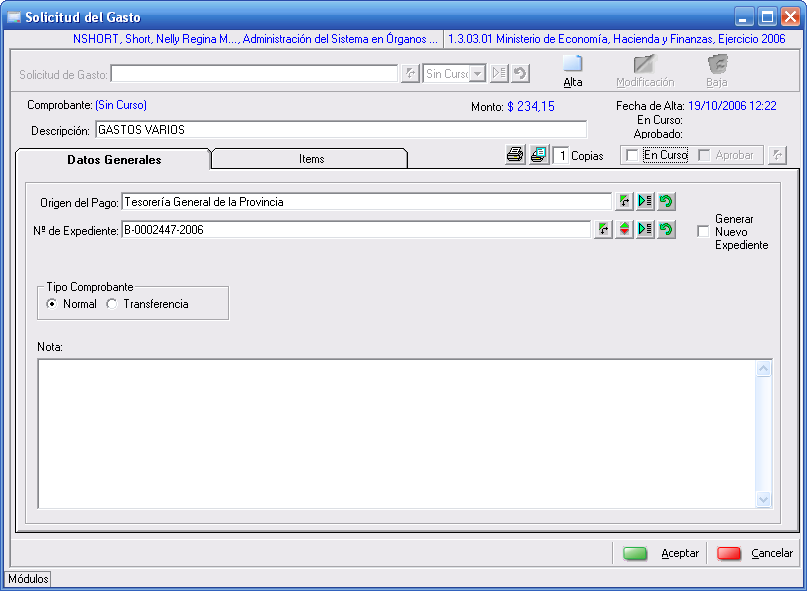 Solicitud del Gasto
NSHORT, Short, Nelly Regina M..., Administración del Sistema en Órganos ... 1.3.03.01 Ministerio de Economía, Hacienda y Finanzas, Ejercicio 2006
Solicitud de Gasto: Sin Curso Alta Modificación Baja
Comprobante: (Sin Curso) Monto: $ 234,15 Fecha de Alta: 19/10/2006 12:22
En Curso:
Descripción: GASTOS VARIOS Aprobado:
Datos Generales Items 1 Copias En Curso Aprobar
Origen del Pago: Tesorería General de la Provincia
Nº de Expediente: B-0002447-2006 Generar
Nuevo
Expediente
Tipo Comprobante
Normal Transferencia
Nota:
Aceptar Cancelar
Módulos